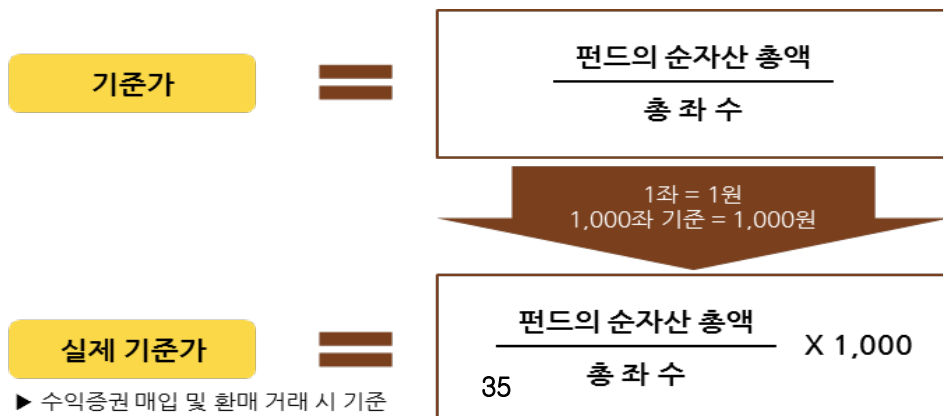 기준가
펀드의 순자산 총액
총 좌 수
1좌 = 1원
1,000좌 기준 = 1,000원
실제 기준가
펀드의 순자산 총액
X 1,000
총 좌 수
35
▶ 수익증권 매입 및 환매 거래 시 기준